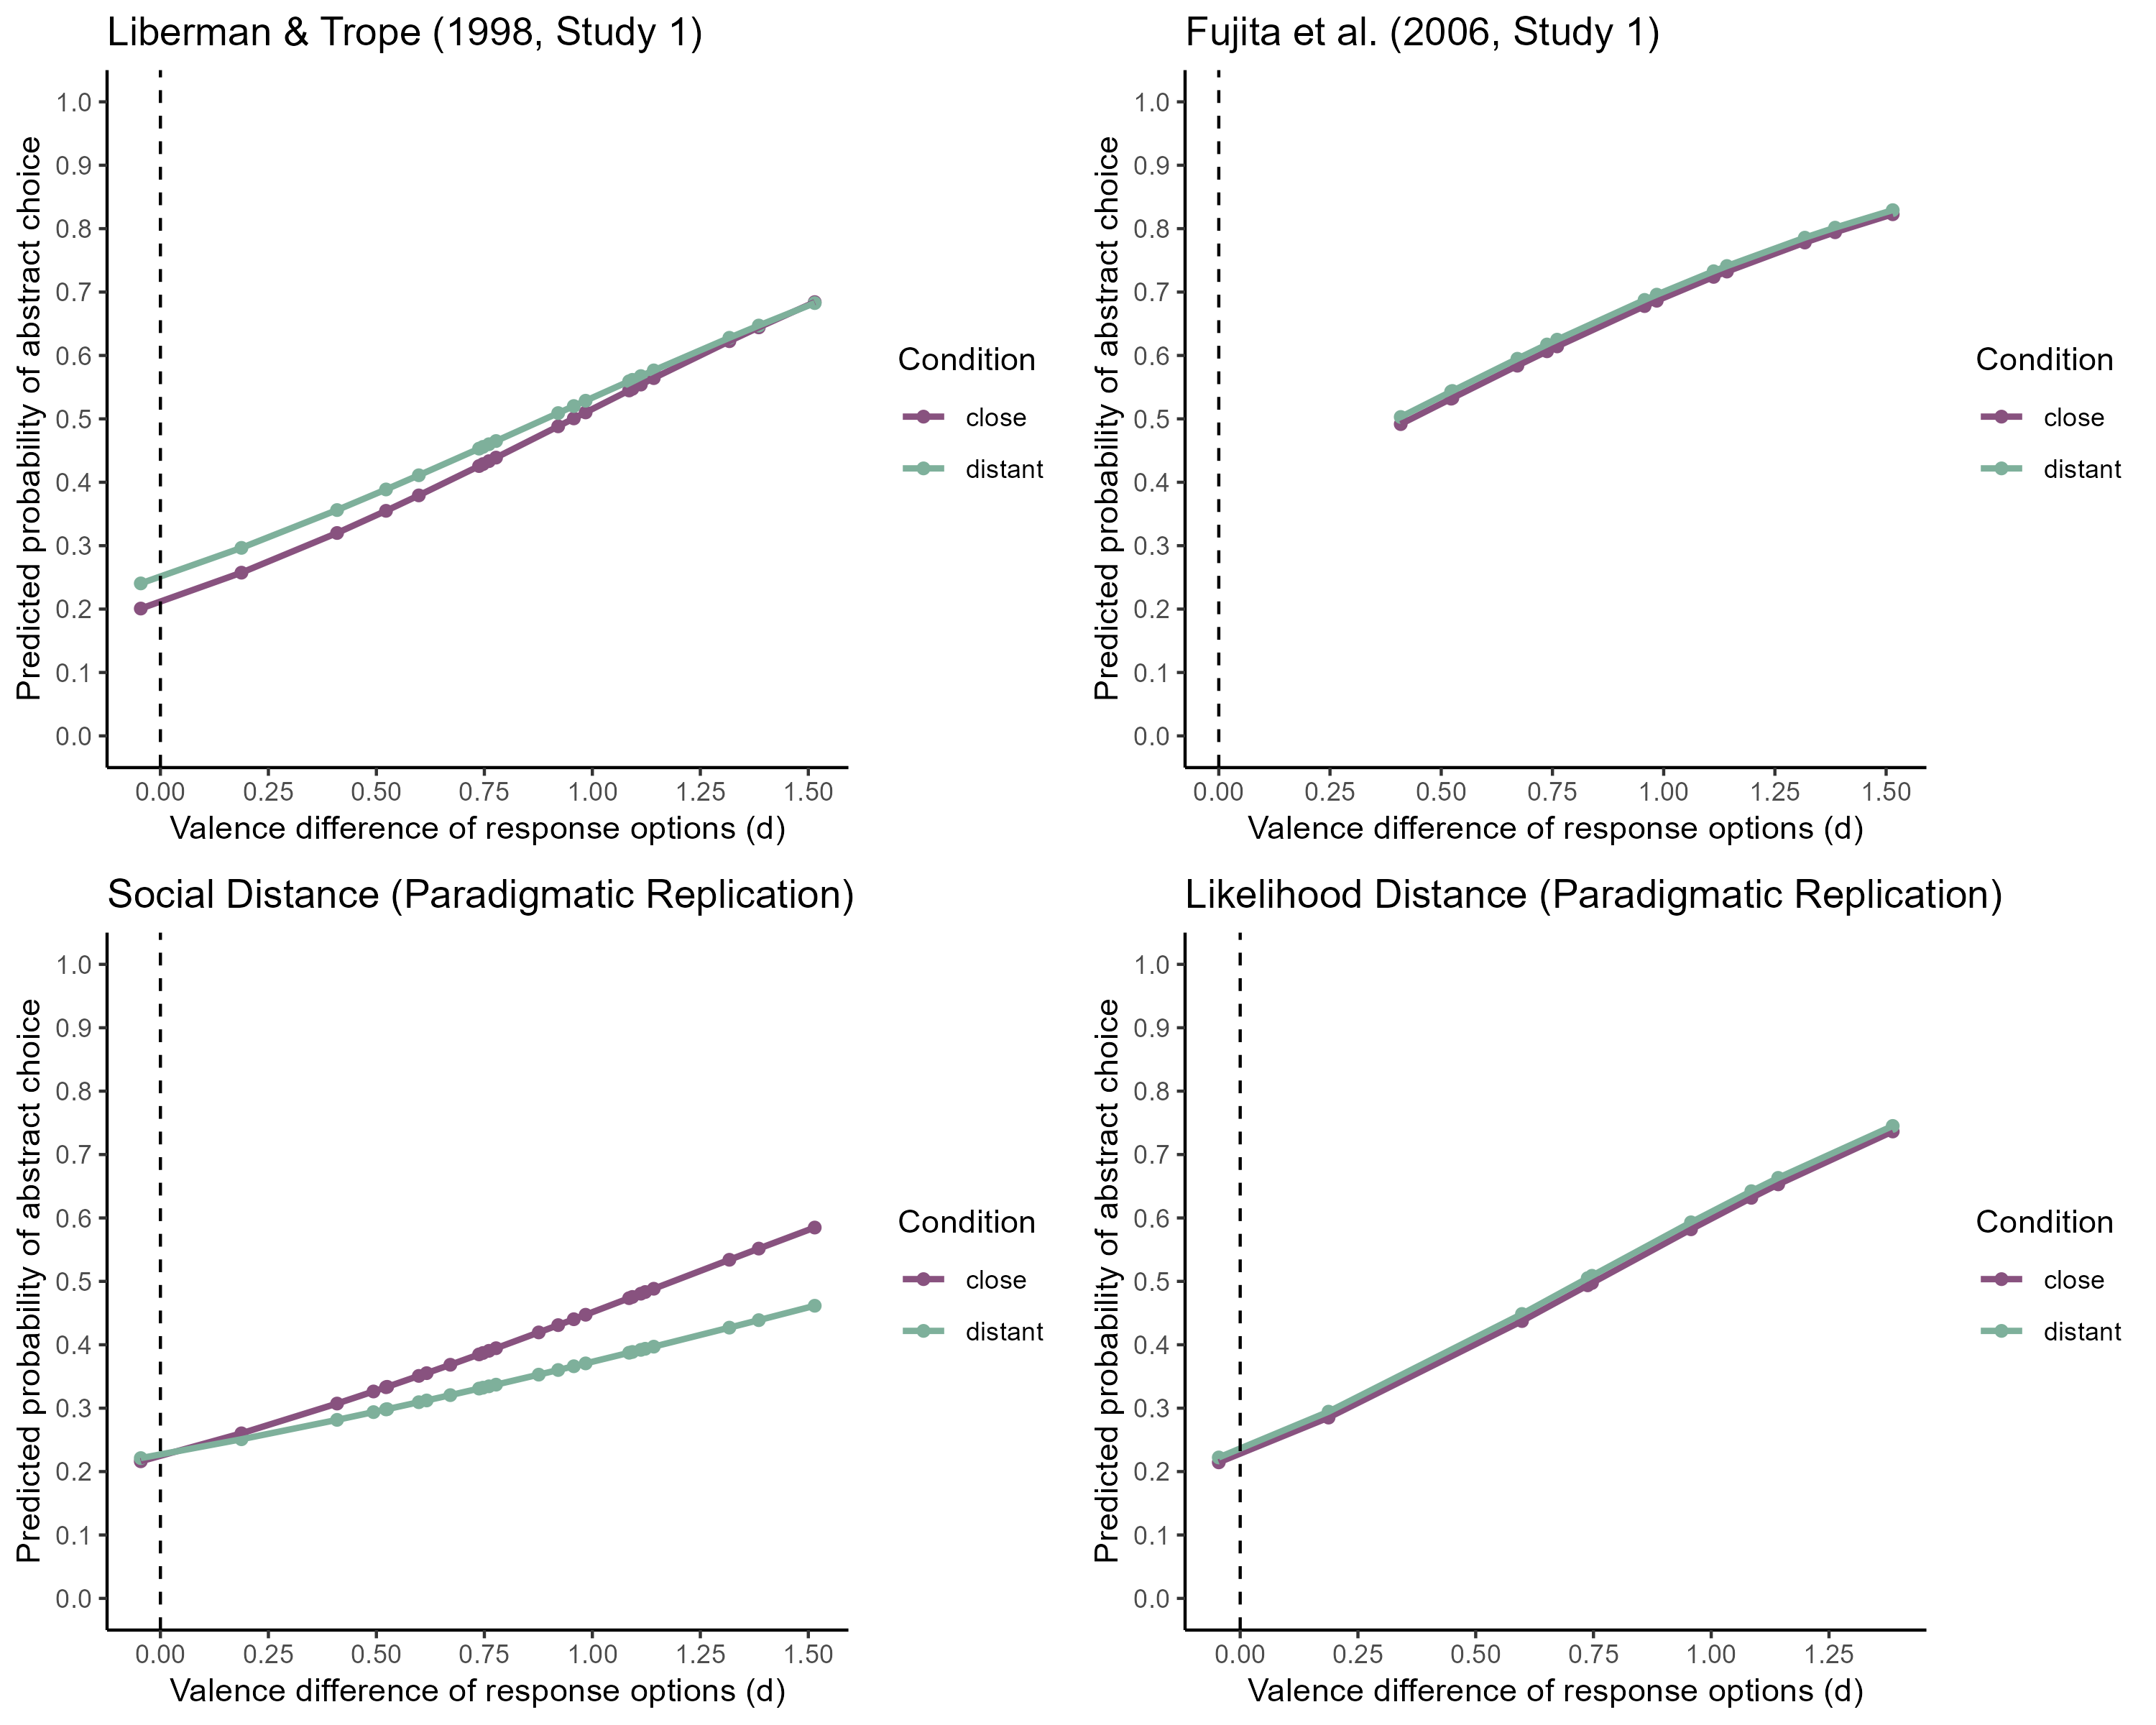 Liberman & Trope (1998, Study 1)
Predicted probability of abstract choice
1.0
0.9
0.8
0.7
0.6
0.5
0.4
0.3
0.2
0.1
0.0
0.00 0.25 0.50 0.75 1.00 1.25 1.50
Valence difference of response options (d)
Condition
close
distant
Fujita et al. (2006, Study 1)
Predicted probability of abstract choice
1.0
0.9
0.8
0.7
0.6
0.5
0.4
0.3
0.2
0.1
0.0
0.00 0.25 0.50 0.75 1.00 1.25 1.50
Valence difference of response options (d)
Condition
close
distant
Social Distance (Paradigmatic Replication)
Predicted probability of abstract choice
1.0
0.9
0.8
0.7
0.6
0.5
0.4
0.3
0.2
0.1
0.0
0.00 0.25 0.50 0.75 1.00 1.25 1.50
Valence difference of response options (d)
Condition
close
distant
Likelihood Distance (Paradigmatic Replication)
Predicted probability of abstract choice
1.0
0.9
0.8
0.7
0.6
0.5
0.4
0.3
0.2
0.1
0.0
0.00 0.25 0.50 0.75 1.00 1.25
Valence difference of response options (d)
Condition
close
distant